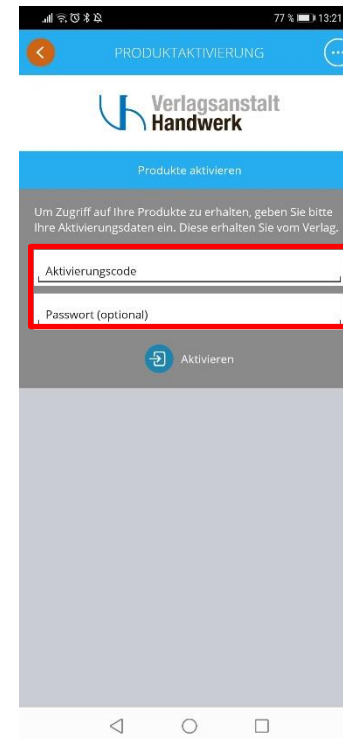 77 % 13:21
PRODUKTAKTIVIERUNG
Verlagsanstalt
Handwerk
Produkte aktivieren
Um Zugriff auf Ihre Produkte zu erhalten, geben Sie bitte
Ihre Aktivierungsdaten ein. Diese erhalten Sie vom Verlag.
Aktivierungscode
Passwort (optional)
Aktivieren